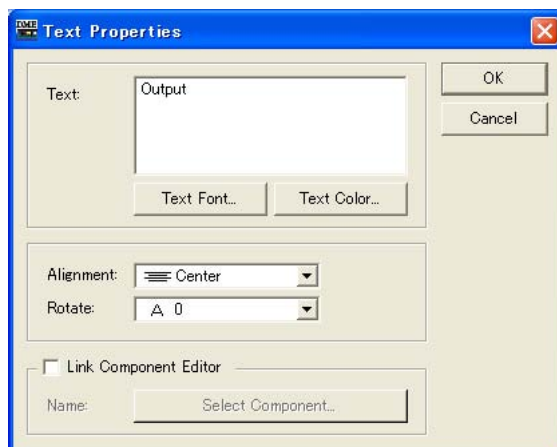 DME
Text Properties
Text:
Output
OK
Cancel
Text Font...
Text Color...
Alignment:
Center
Rotate:
A 0
Link Component Editor
Name:
Select Component...